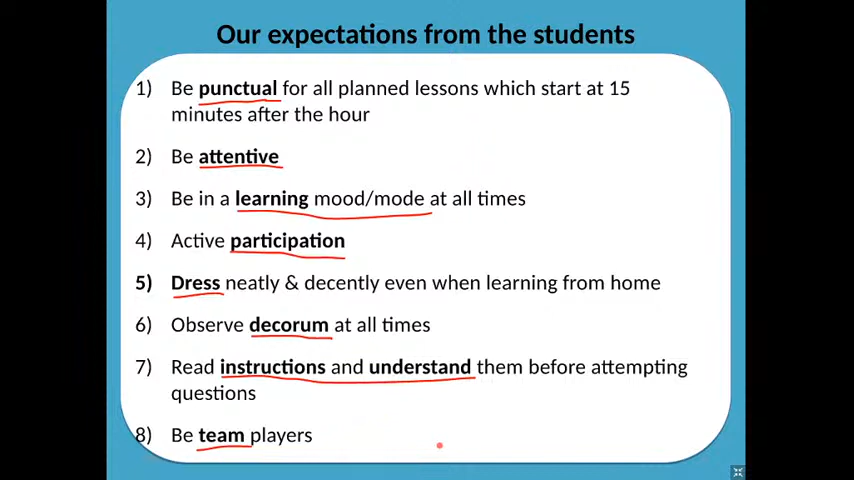 Our expectations from the students
1) Be punctual for all planned lessons which start at 15
minutes after the hour
2) Be attentive
3) Be in a learning mood/mode at all times
4) Active participation
5) Dress neatly & decently even when learning from home
6) Observe decorum at all times
7) Read instructions and understand them before attempting
questions
8) Be team players